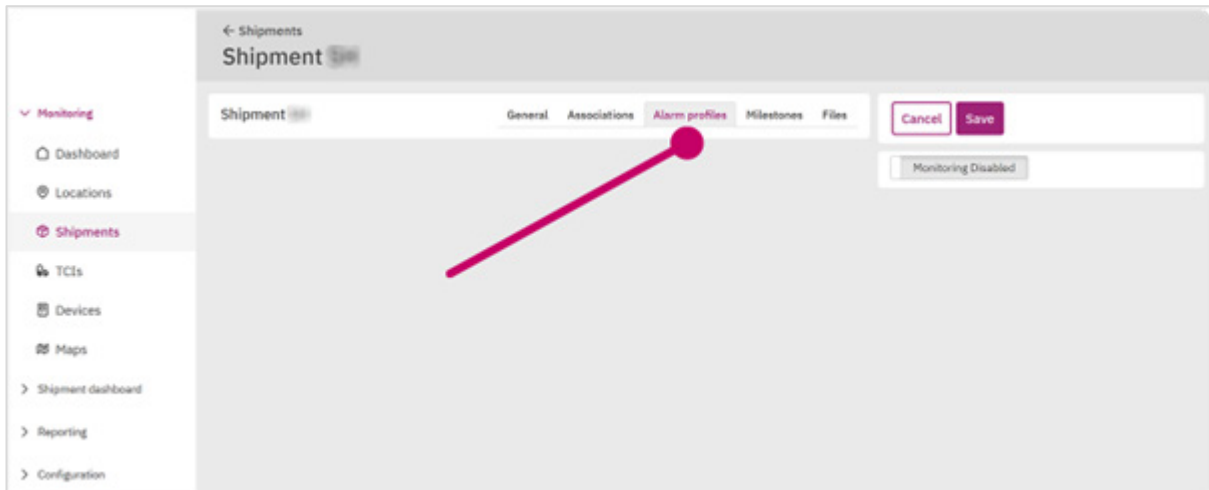 ← Shipments
Shipment
Monitoring
Dashboard
Locations
Shipments
TCIs
Devices
Maps
Shipment dashboard
Reporting
Configuration
Shipment
General Associations Alarm profiles Milestones Files
Cancel Save
Monitoring Disabled